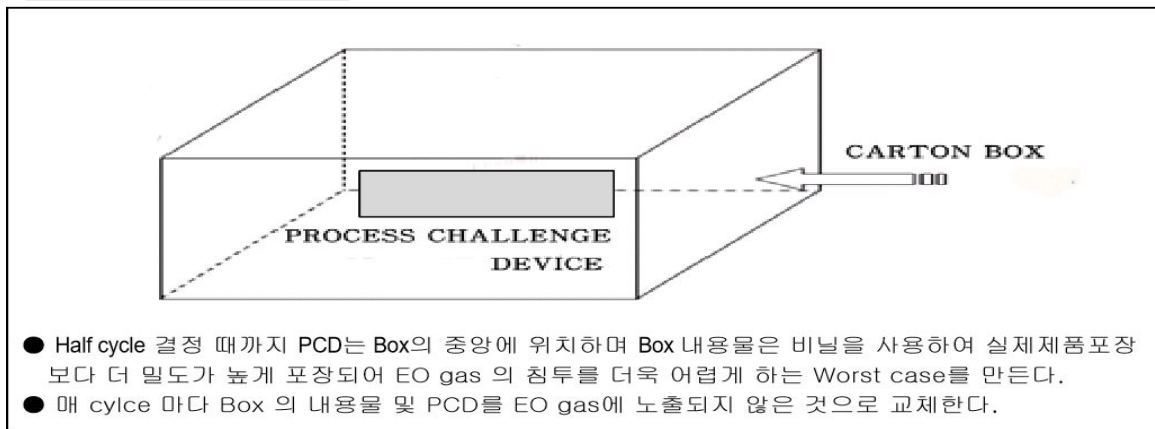 CARTON BOX
PROCESS CHALLENGE
DEVICE
● Half cycle 결정 때까지 PCD는 Box의 중앙에 위치하며 Box 내용물은 비닐을 사용하여 실제제품포장
보다 더 밀도가 높게 포장되어 EO gas 의 침투를 더욱 어렵게 하는 Worst case를 만든다.
● 매 cylce 마다 Box 의 내용물 및 PCD를 EO gas에 노출되지 않은 것으로 교체한다.